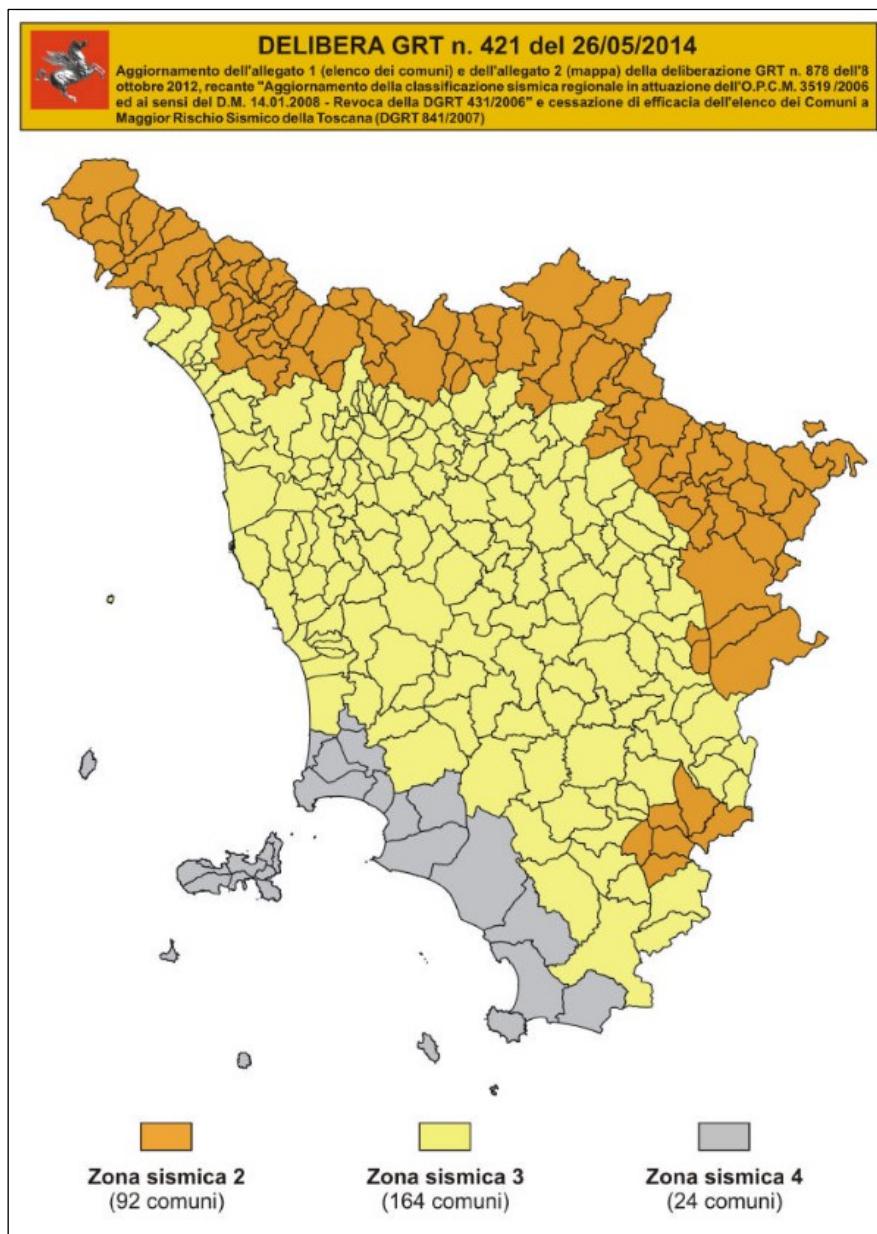 DELIBERA GRT n. 421 del 26/05/2014
Aggiornamento dell'allegato 1 (elenco dei comuni) e dell'allegato 2 (mappa) della deliberazione GRT n. 878 dell'8
ottobre 2012, recante "Aggiornamento della classificazione sismica regionale in attuazione dell'O.P.C.M. 3519 /2006
ed ai sensi del D.M. 14.01.2008 - Revoca della DGRT 431/2006" e cessazione di efficacia dell'elenco dei Comuni a
Maggior Rischio Sismico della Toscana (DGRT 841/2007)
Zona sismica 2
(92 comuni)
Zona sismica 3
(164 comuni)
Zona sismica 4
(24 comuni)